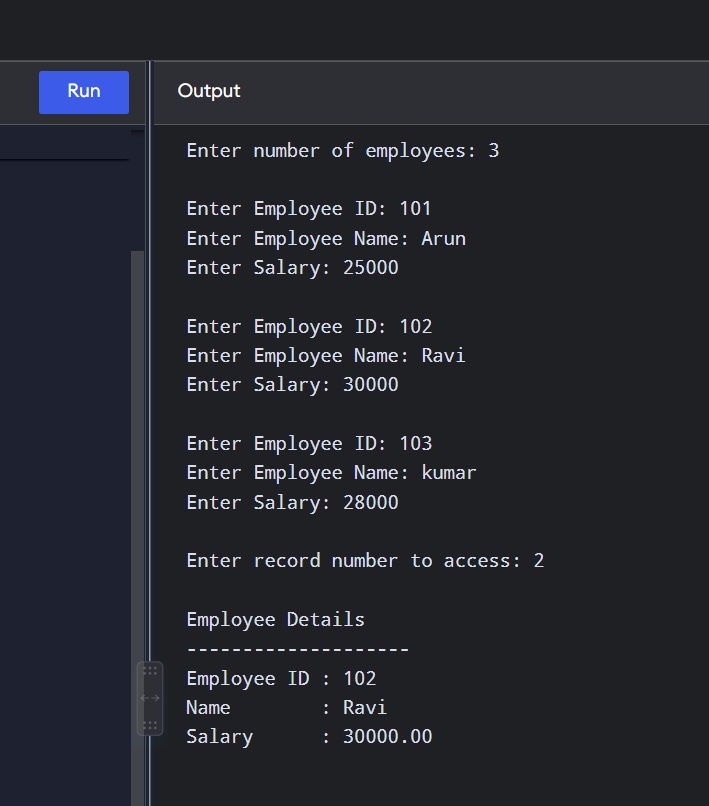 Run
Output
Enter number of employees: 3
Enter Employee ID: 101
Enter Employee Name: Arun
Enter Salary: 25000
Enter Employee ID: 102
Enter Employee Name: Ravi
Enter Salary: 30000
Enter Employee ID: 103
Enter Employee Name: kumar
Enter Salary: 28000
Enter record number to access: 2
Employee Details
--------------------
Employee ID : 102
Name        : Ravi
Salary      : 30000.00